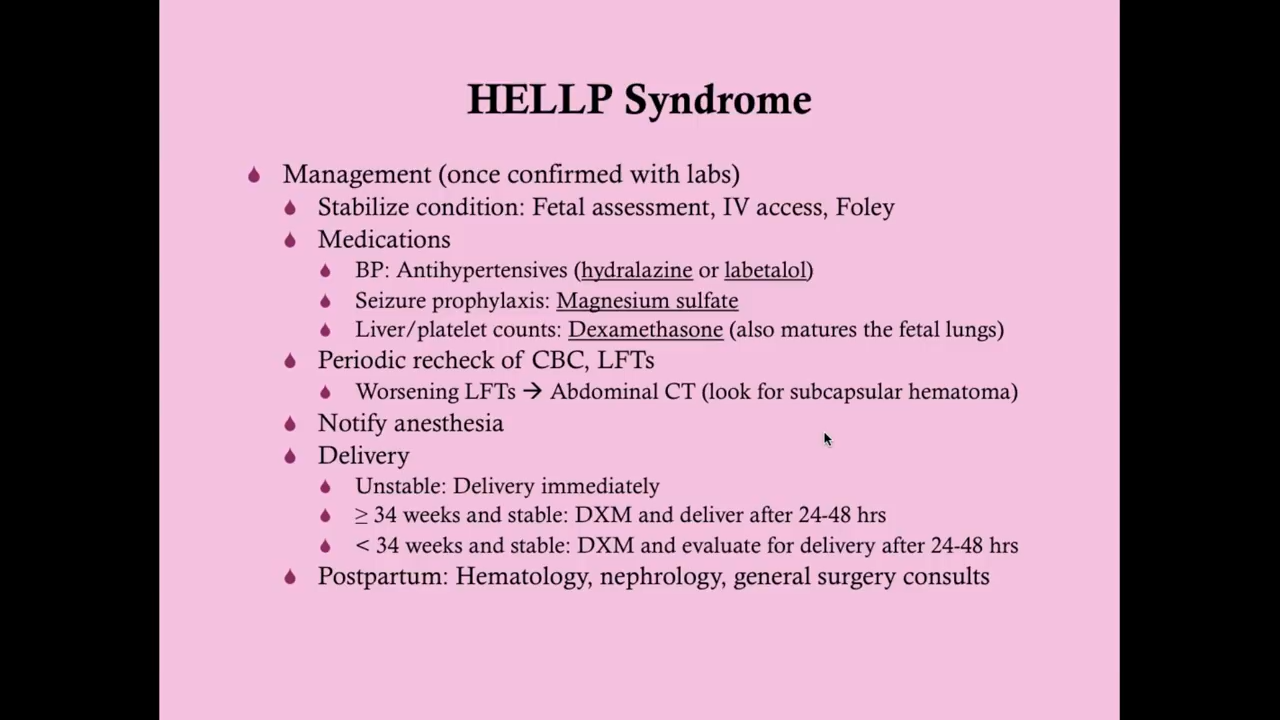 HELLP Syndrome
Management (once confirmed with labs)
Stabilize condition: Fetal assessment, IV access, Foley
Medications
BP: Antihypertensives (hydralazine or labetalol)
Seizure prophylaxis: Magnesium sulfate
Liver/platelet counts: Dexamethasone (also matures the fetal lungs)
Periodic recheck of CBC, LFTs
Worsening LFTs → Abdominal CT (look for subcapsular hematoma)
Notify anesthesia
Delivery
Unstable: Delivery immediately
≥ 34 weeks and stable: DXM and deliver after 24-48 hrs
< 34 weeks and stable: DXM and evaluate for delivery after 24-48 hrs
Postpartum: Hematology, nephrology, general surgery consults